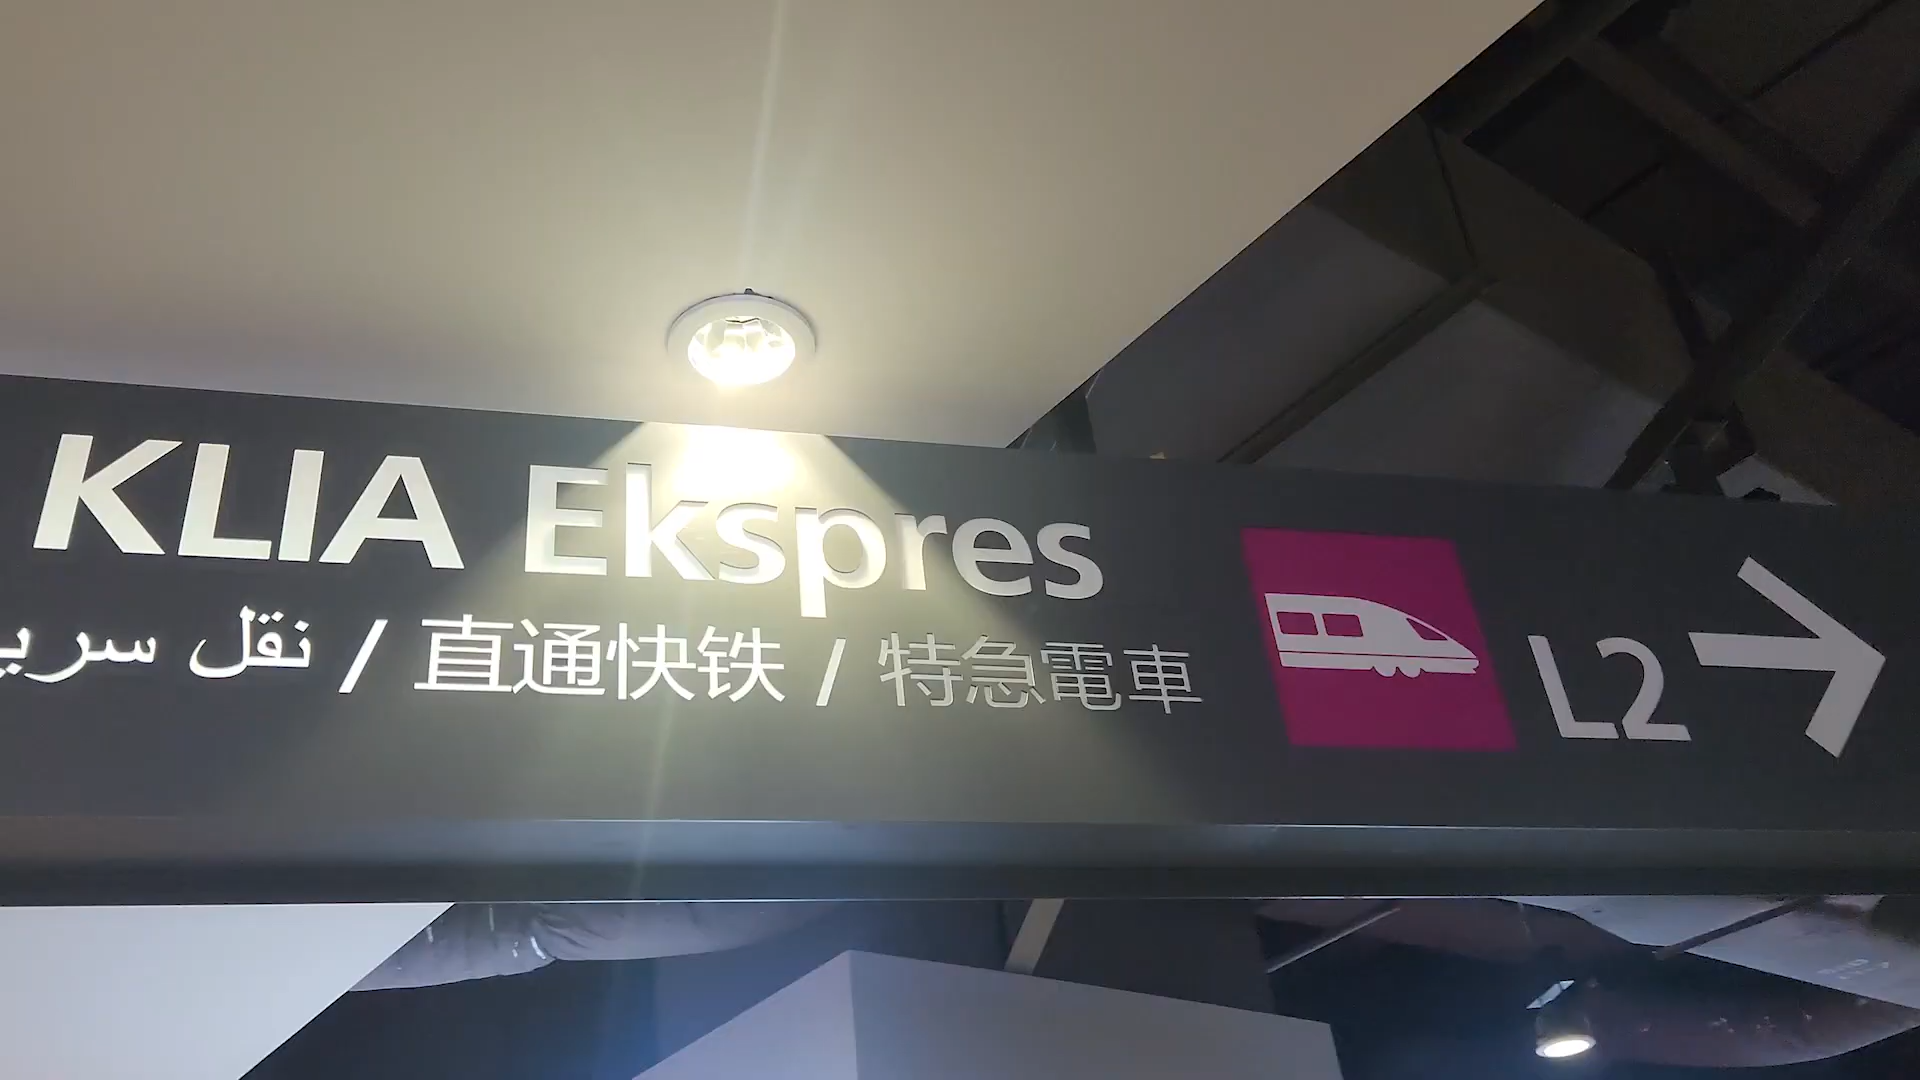 KLIA Ekspres
نقل سري / 直通快铁 / 特急電車
L2